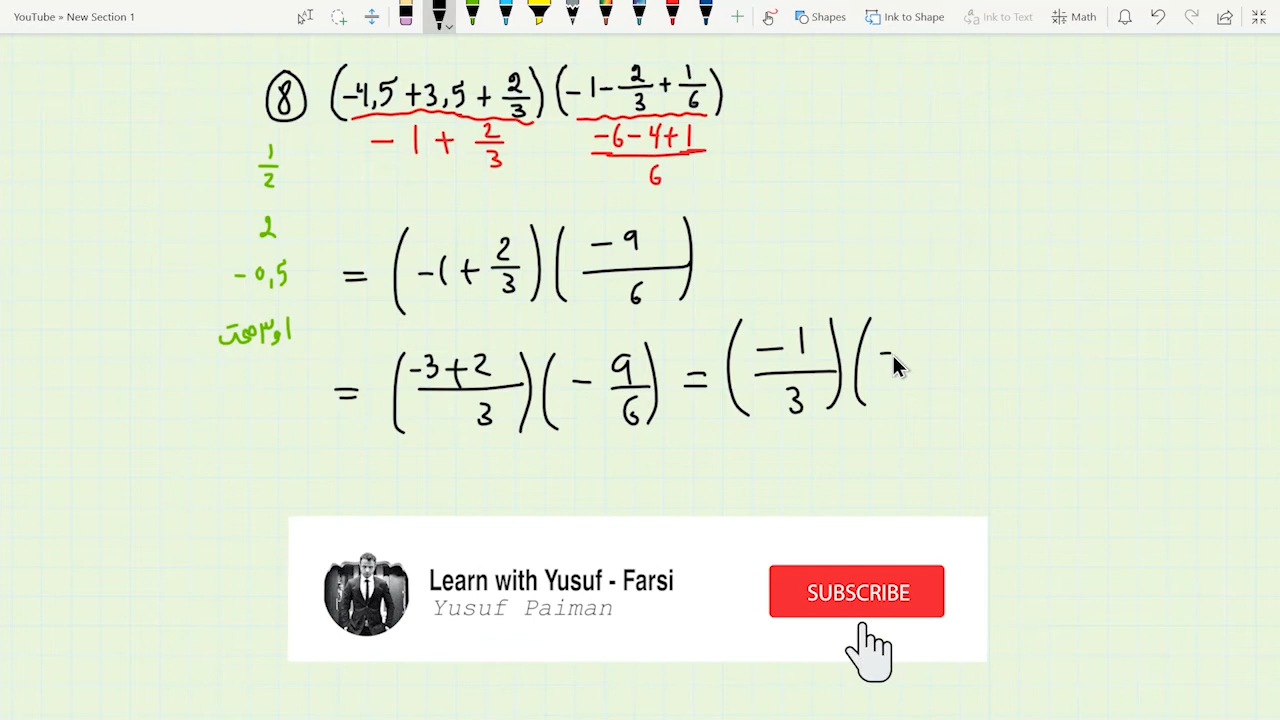 YouTube » New Section 1
Shapes Ink to Shape Ink to Text Math
⑧ (-4,5 + 3,5 + 2/3) (-1 - 2/3 + 1/6)
-1 + 2/3 (-6-4+1)/6
1/2
2
-0,5
= (-1 + 2/3) (-9/6)
= ((-3+2)/3) (-9/6) = (-1/3) (-
Learn with Yusuf - Farsi
Yusuf Paiman
SUBSCRIBE